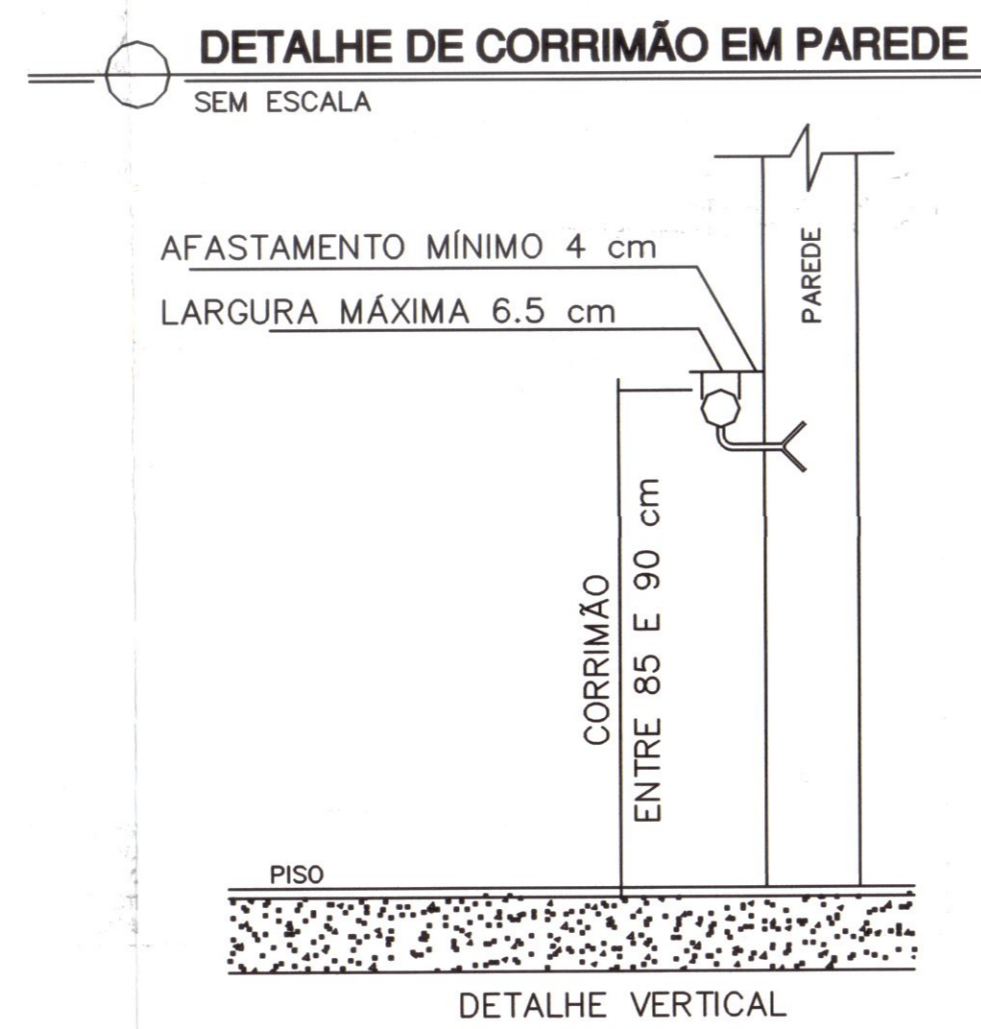 DETALHE DE CORRIMÃO EM PAREDE
SEM ESCALA
AFASTAMENTO MÍNIMO 4 cm
LARGURA MÁXIMA 6.5 cm
PAREDE
CORRIMÃO
ENTRE 85 E 90 cm
PISO
DETALHE VERTICAL